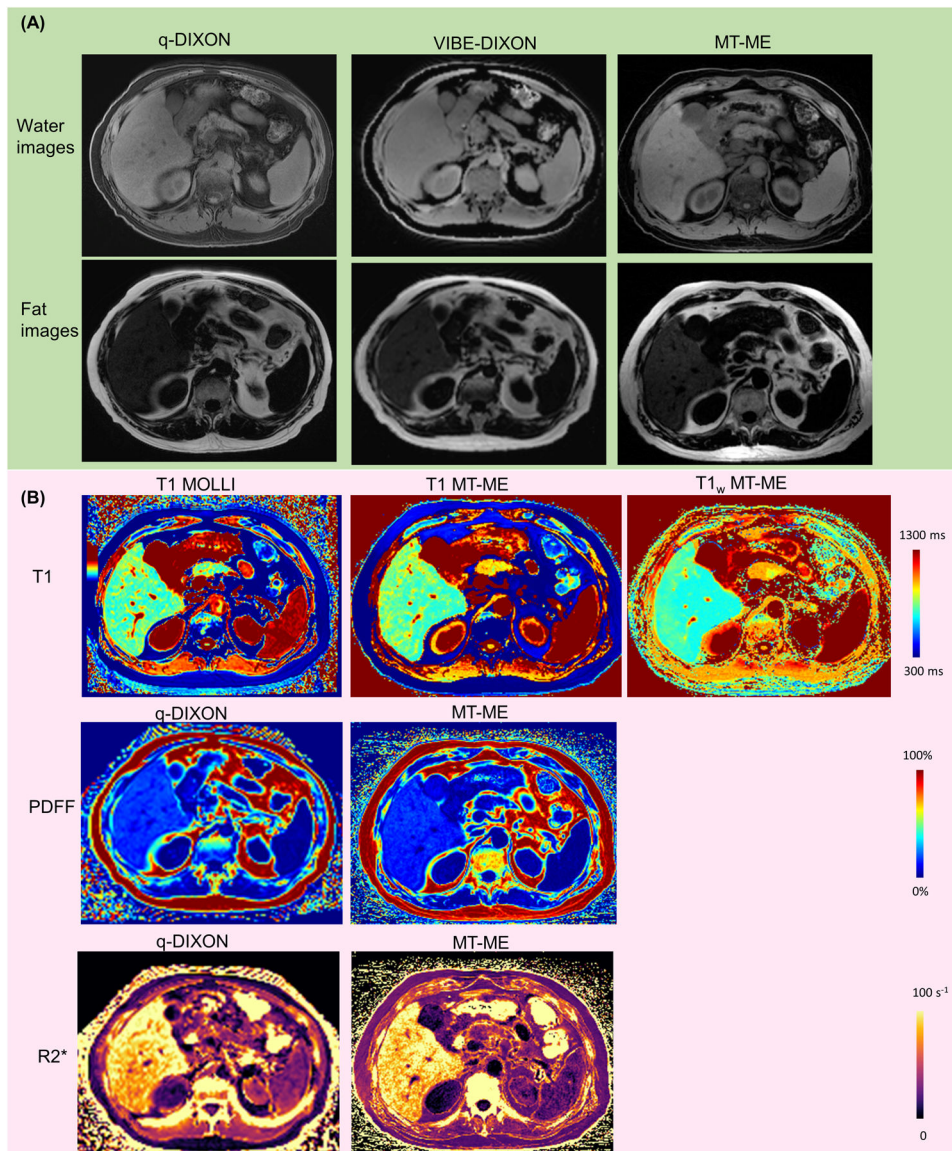 (A)
q-DIXON VIBE-DIXON MT-ME
Water
images
Fat
images
(B)
T1 MOLLI T1 MT-ME T1w MT-ME
T1
1300 ms
300 ms
q-DIXON MT-ME
PDFF
100%
0%
q-DIXON MT-ME
R2*
100 s⁻¹
0